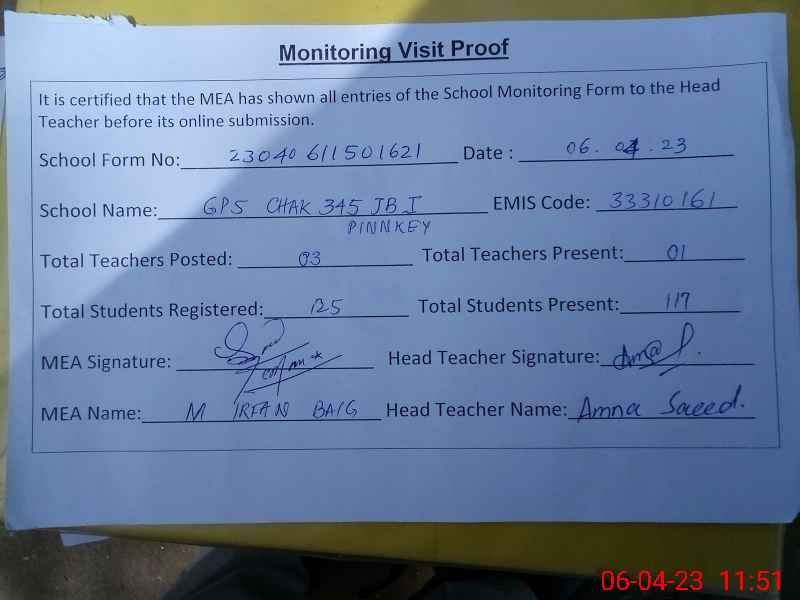 Monitoring Visit Proof
It is certified that the MEA has shown all entries of the School Monitoring Form to the Head
Teacher before its online submission.
School Form No: 23040611501621 Date : 06.04.23
School Name: GPS CHAK 345 JB I EMIS Code: 33310161
PINNKEY
Total Teachers Posted: 03 Total Teachers Present: 01
Total Students Registered: 125 Total Students Present: 117
MEA Signature: Head Teacher Signature:
MEA Name: M IRFAN BAIG Head Teacher Name: Amna Saeed.
06-04-23 11:51